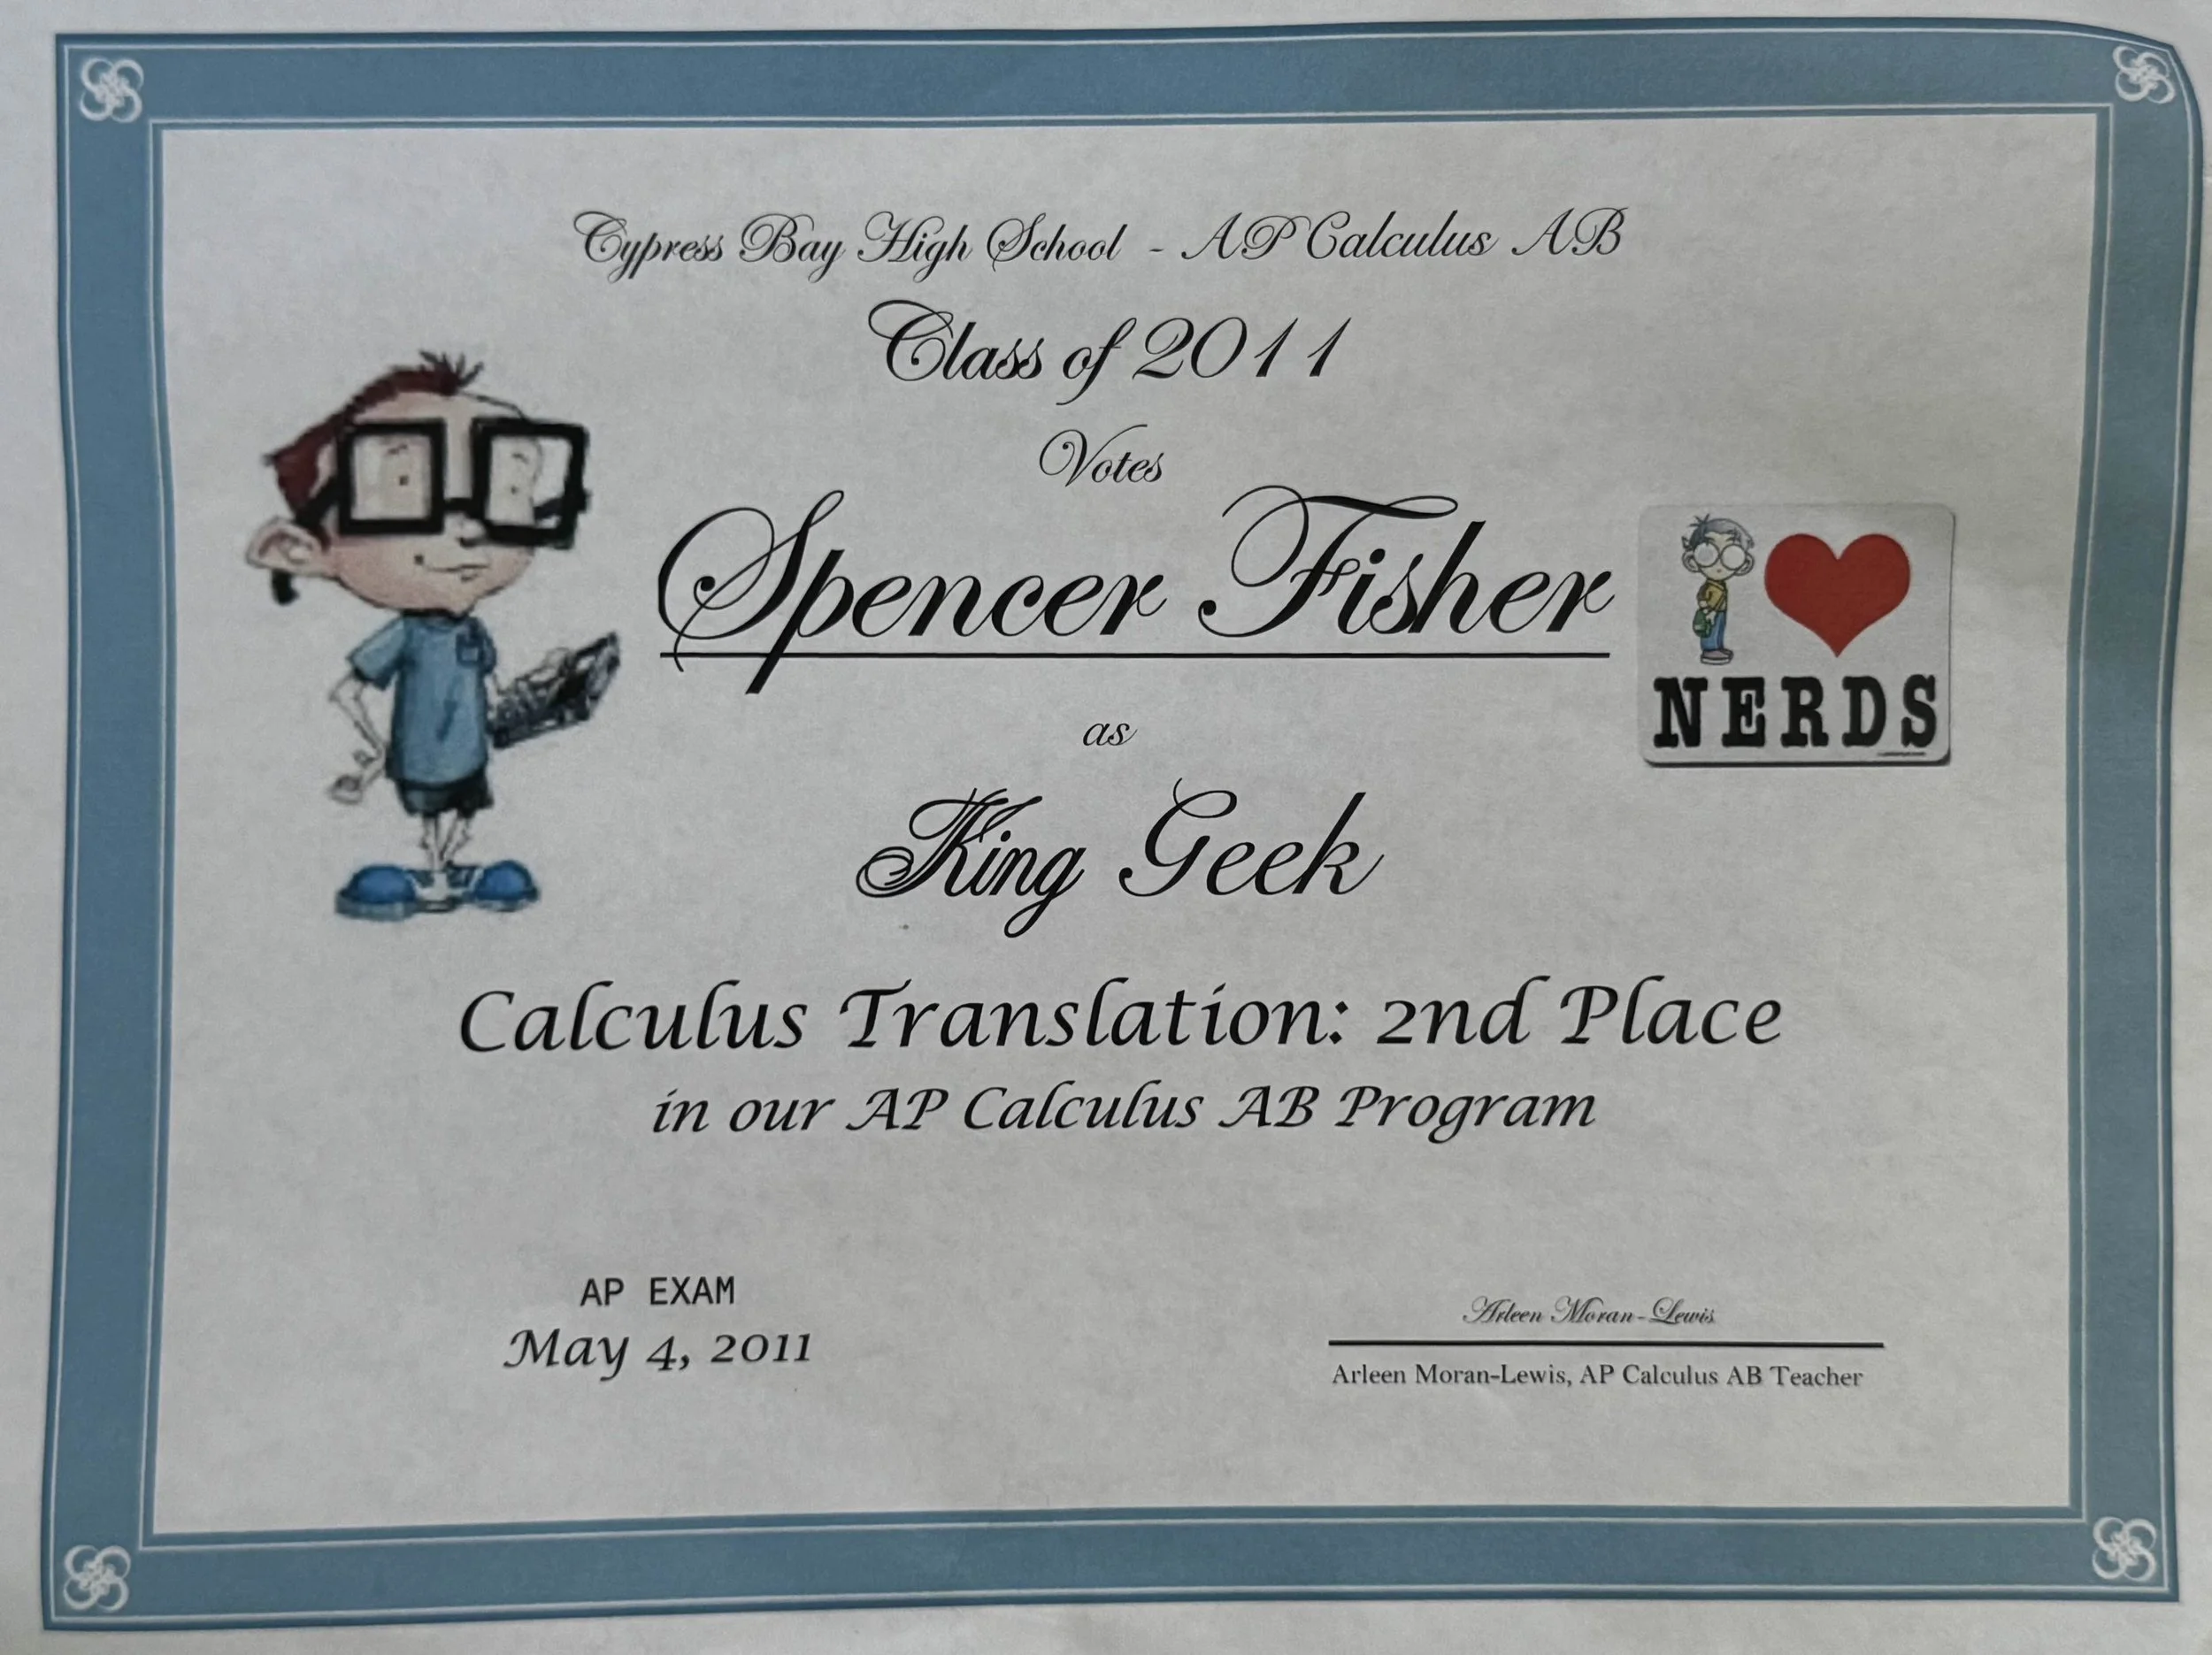 Cypress Bay High School - AP Calculus AB
Class of 2011
Votes
Spencer Fisher
NERDS
as
King Geek
Calculus Translation: 2nd Place
in our AP Calculus AB Program
AP EXAM
May 4, 2011
Arleen Moran-Lewis
Arleen Moran-Lewis, AP Calculus AB Teacher